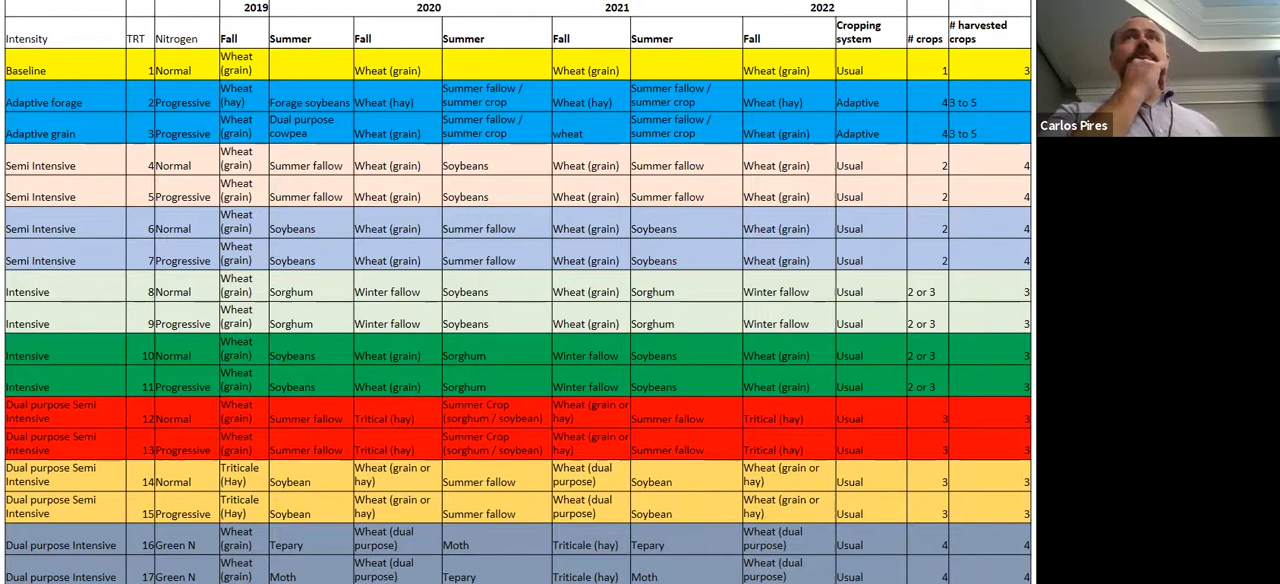 2019 2020 2021 2022
Intensity TRT Nitrogen Fall Summer Fall Summer Fall Summer Fall Cropping system # crops # harvested crops
Baseline 1 Normal Wheat (grain) Wheat (grain) Wheat (grain) Wheat (grain) Usual 1 3
Adaptive forage 2 Progressive Wheat (hay) Forage soybeans Wheat (hay) Summer fallow / summer crop Wheat (hay) Summer fallow / summer crop Wheat (hay) Adaptive 4 3 to 5
Adaptive grain 3 Progressive Wheat (grain) Dual purpose cowpea Wheat (grain) Summer fallow / summer crop wheat Summer fallow / summer crop Wheat (grain) Adaptive 4 3 to 5
Semi Intensive 4 Normal Wheat (grain) Summer fallow Wheat (grain) Soybeans Wheat (grain) Summer fallow Wheat (grain) Usual 2 4
Semi Intensive 5 Progressive Wheat (grain) Summer fallow Wheat (grain) Soybeans Wheat (grain) Summer fallow Wheat (grain) Usual 2 4
Semi Intensive 6 Normal Wheat (grain) Soybeans Wheat (grain) Summer fallow Wheat (grain) Soybeans Wheat (grain) Usual 2 4
Semi Intensive 7 Progressive Wheat (grain) Soybeans Wheat (grain) Summer fallow Wheat (grain) Soybeans Wheat (grain) Usual 2 4
Intensive 8 Normal Wheat (grain) Sorghum Winter fallow Soybeans Wheat (grain) Sorghum Winter fallow Usual 2 or 3 3
Intensive 9 Progressive Wheat (grain) Sorghum Winter fallow Soybeans Wheat (grain) Sorghum Winter fallow Usual 2 or 3 3
Intensive 10 Normal Wheat (grain) Soybeans Wheat (grain) Sorghum Winter fallow Soybeans Wheat (grain) Usual 2 or 3 3
Intensive 11 Progressive Wheat (grain) Soybeans Wheat (grain) Sorghum Winter fallow Soybeans Wheat (grain) Usual 2 or 3 3
Dual purpose Semi Intensive 12 Normal Wheat (grain) Summer fallow Tritical (hay) Summer Crop (sorghum / soybean) Wheat (grain or hay) Summer fallow Tritical (hay) Usual 3 3
Dual purpose Semi Intensive 13 Progressive Wheat (grain) Summer fallow Tritical (hay) Summer Crop (sorghum / soybean) Wheat (grain or hay) Summer fallow Tritical (hay) Usual 3 3
Dual purpose Semi Intensive 14 Normal Triticale (Hay) Soybean Wheat (grain or hay) Summer fallow Wheat (dual purpose) Soybean Wheat (grain or hay) Usual 3 3
Dual purpose Semi Intensive 15 Progressive Triticale (Hay) Soybean Wheat (grain or hay) Summer fallow Wheat (dual purpose) Soybean Wheat (grain or hay) Usual 3 3
Dual purpose Intensive 16 Green N Wheat (grain) Tepary Wheat (dual purpose) Moth Triticale (hay) Tepary Wheat (dual purpose) Usual 4 4
Dual purpose Intensive 17 Green N Wheat (grain) Moth Wheat (dual purpose) Tepary Triticale (hay) Moth Wheat (dual purpose) Usual 4 4
Carlos Pires